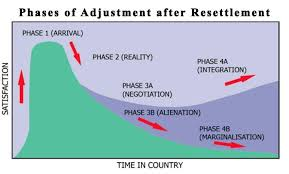 Phases of Adjustment after Resettlement
PHASE 1 (ARRIVAL)
PHASE 2 (REALITY)
PHASE 4A
(INTEGRATION)
PHASE 3A
(NEGOTIATION)
PHASE 3B (ALIENATION)
PHASE 4B
(MARGINALISATION)
SATISFACTION
TIME IN COUNTRY